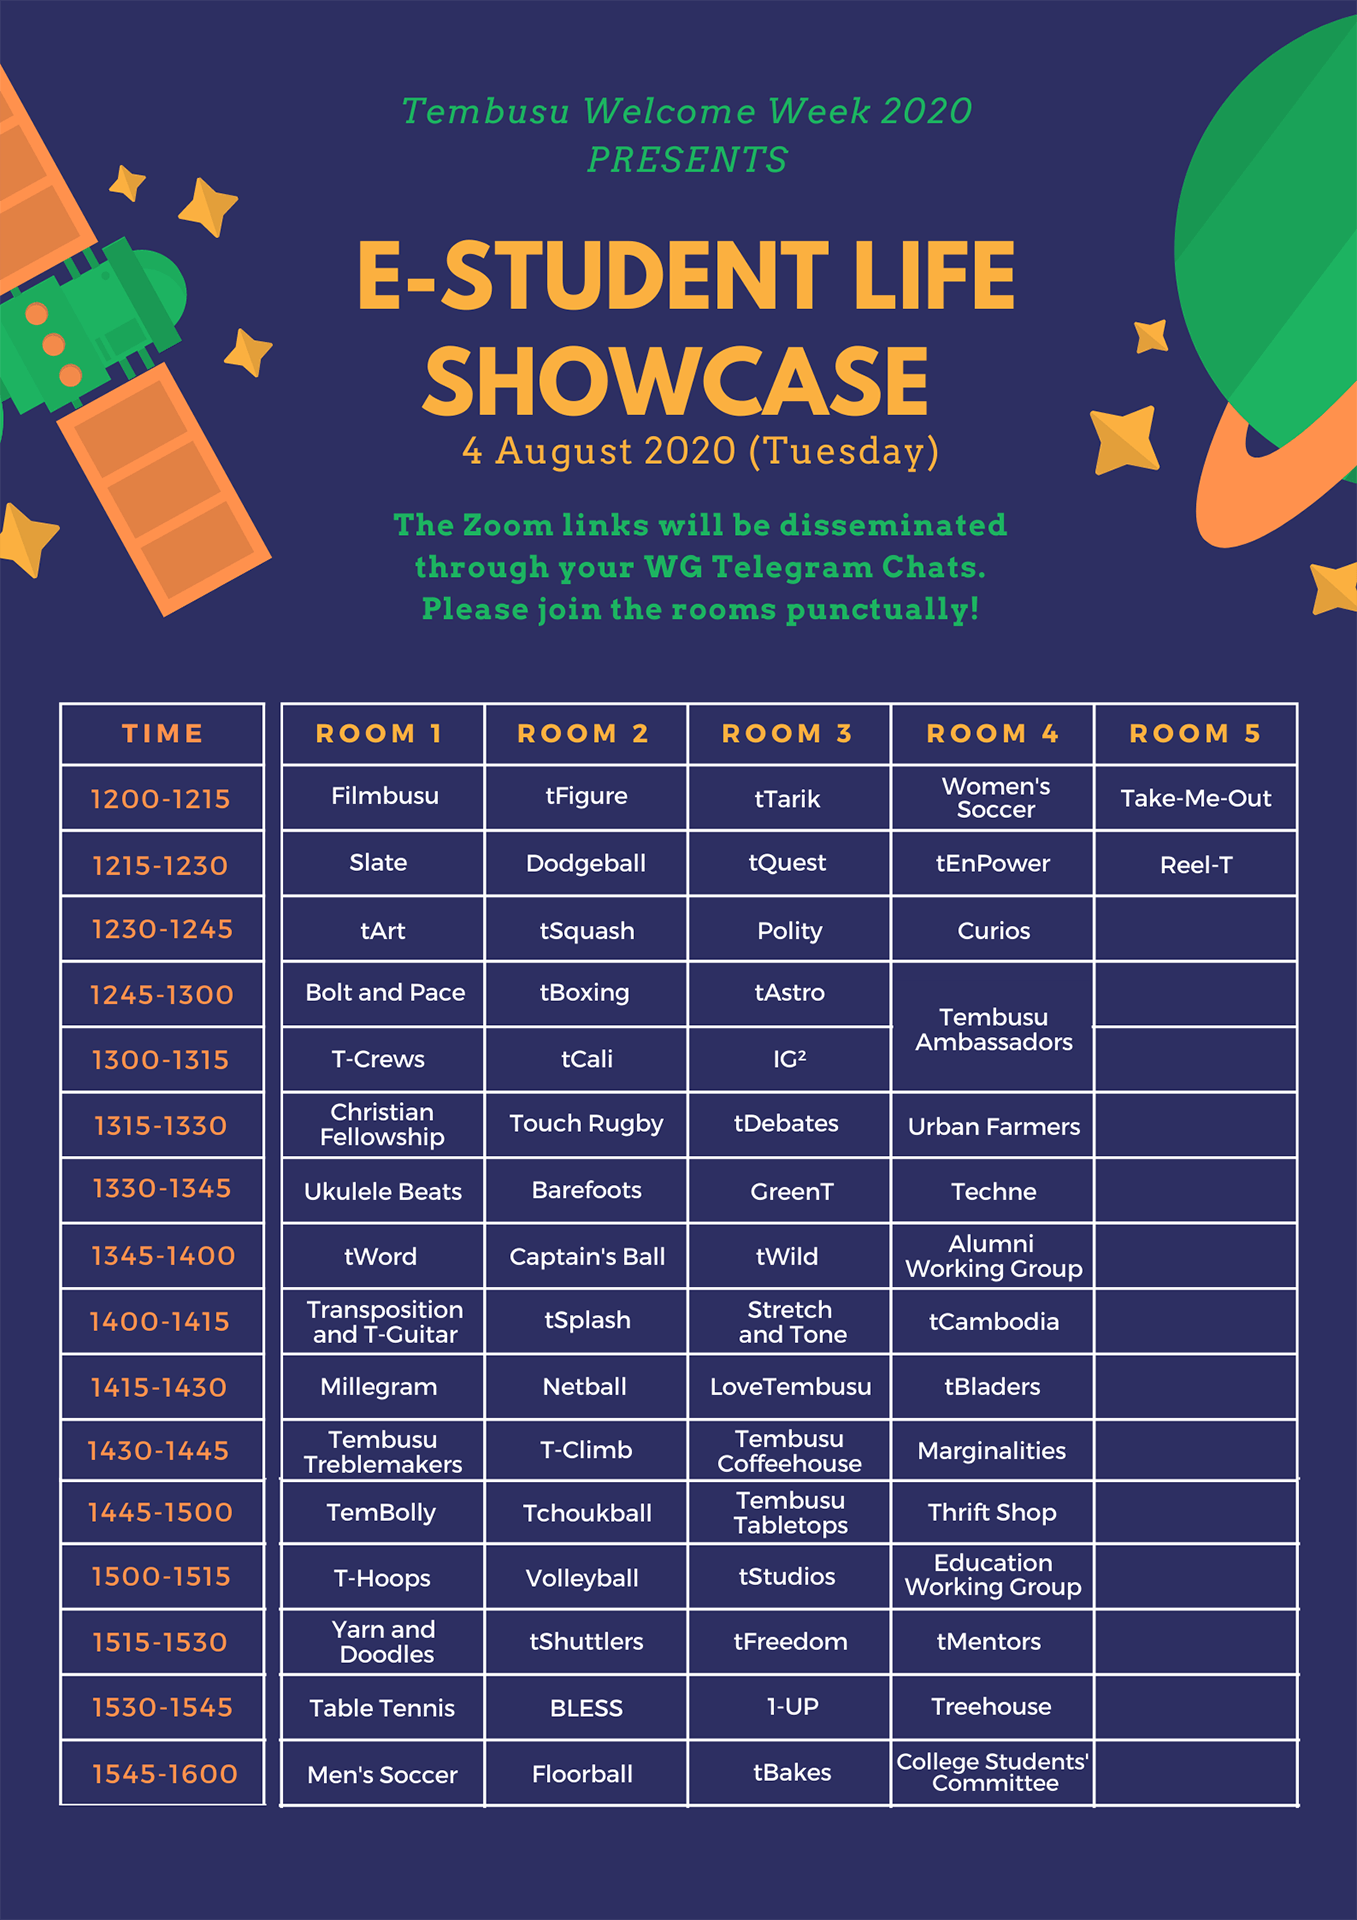 Tembusu Welcome Week 2020
PRESENTS
E-STUDENT LIFE
SHOWCASE
4 August 2020 (Tuesday)
The Zoom links will be disseminated
through your WG Telegram Chats.
Please join the rooms punctually!
TIME ROOM 1 ROOM 2 ROOM 3 ROOM 4 ROOM 5
1200-1215 Filmbusu tFigure tTarik Women's Soccer Take-Me-Out
1215-1230 Slate Dodgeball tQuest tEnPower Reel-T
1230-1245 tArt tSquash Polity Curios
1245-1300 Bolt and Pace tBoxing tAstro Tembusu Ambassadors
1300-1315 T-Crews tCali IG²
1315-1330 Christian Fellowship Touch Rugby tDebates Urban Farmers
1330-1345 Ukulele Beats Barefoots GreenT Techne
1345-1400 tWord Captain's Ball tWild Alumni Working Group
1400-1415 Transposition and T-Guitar tSplash Stretch and Tone tCambodia
1415-1430 Millegram Netball LoveTembusu tBladers
1430-1445 Tembusu Treblemakers T-Climb Tembusu Coffeehouse Marginalities
1445-1500 TemBolly Tchoukball Tembusu Tabletops Thrift Shop
1500-1515 T-Hoops Volleyball tStudios Education Working Group
1515-1530 Yarn and Doodles tShuttlers tFreedom tMentors
1530-1545 Table Tennis BLESS 1-UP Treehouse
1545-1600 Men's Soccer Floorball tBakes College Students' Committee